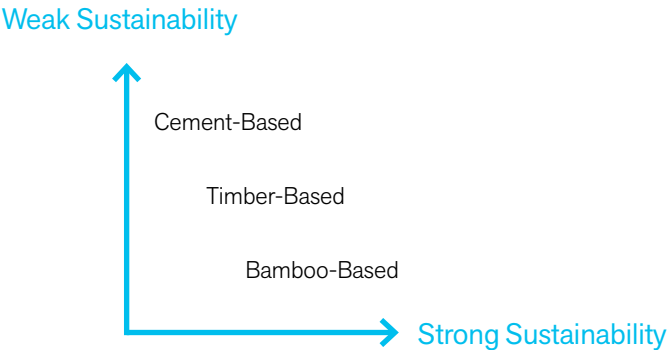 Weak Sustainability
Cement-Based
Timber-Based
Bamboo-Based
Strong Sustainability